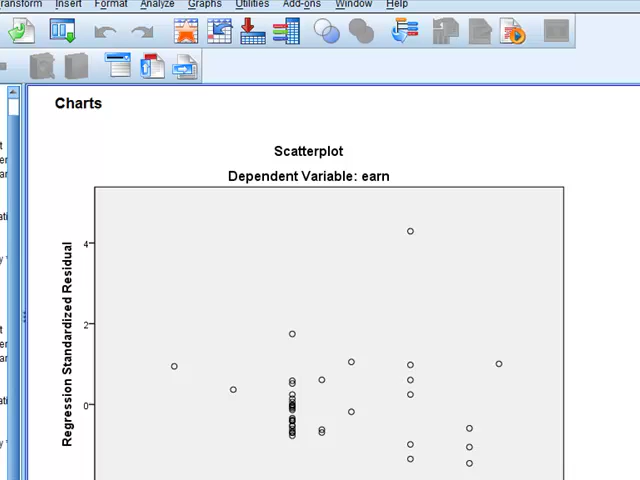 ransform Insert Format Analyze Graphs Utilities Add-ons Window Help
Charts
Scatterplot
Dependent Variable: earn
Regression Standardized Residual
4
2
0